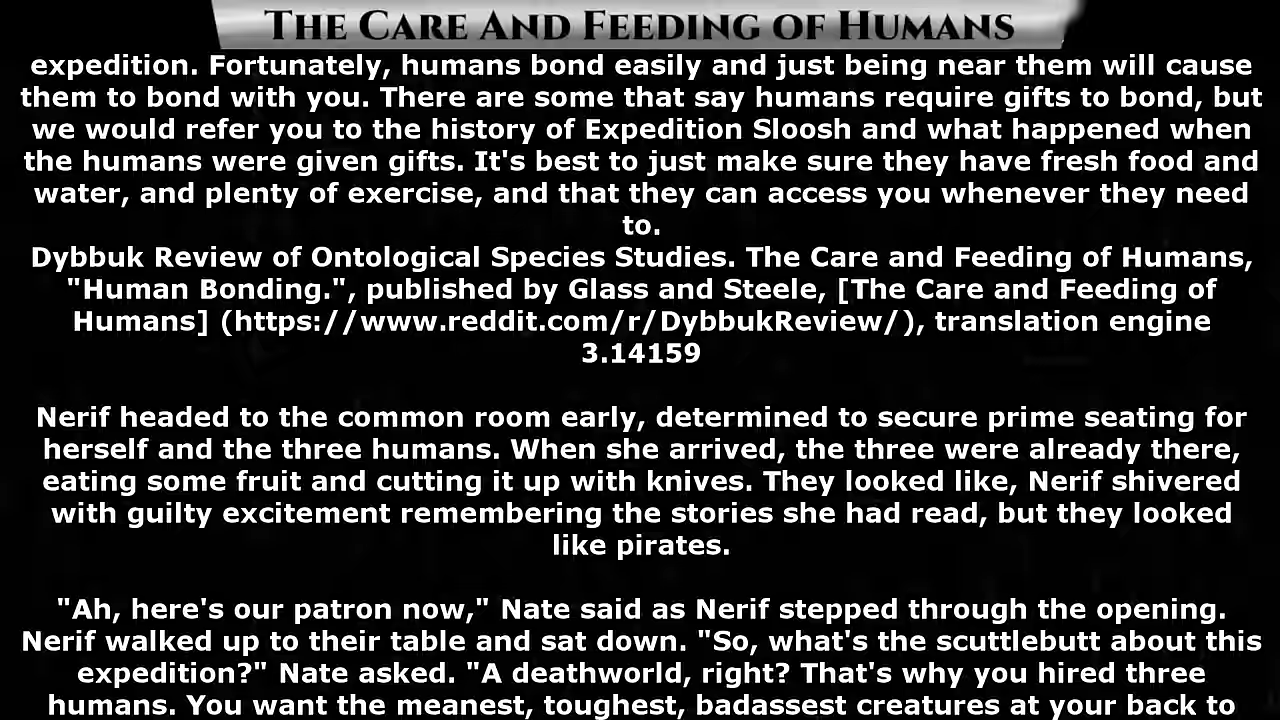 THE CARE AND FEEDING OF HUMANS
expedition. Fortunately, humans bond easily and just being near them will cause
them to bond with you. There are some that say humans require gifts to bond, but
we would refer you to the history of Expedition Sloosh and what happened when
the humans were given gifts. It's best to just make sure they have fresh food and
water, and plenty of exercise, and that they can access you whenever they need
to.
Dybbuk Review of Ontological Species Studies. The Care and Feeding of Humans,
"Human Bonding.", published by Glass and Steele, [The Care and Feeding of
Humans] (https://www.reddit.com/r/DybbukReview/), translation engine
3.14159
Nerif headed to the common room early, determined to secure prime seating for
herself and the three humans. When she arrived, the three were already there,
eating some fruit and cutting it up with knives. They looked like, Nerif shivered
with guilty excitement remembering the stories she had read, but they looked
like pirates.
"Ah, here's our patron now," Nate said as Nerif stepped through the opening.
Nerif walked up to their table and sat down. "So, what's the scuttlebutt about this
expedition?" Nate asked. "A deathworld, right? That's why you hired three
humans. You want the meanest, toughest, badassest creatures at your back to